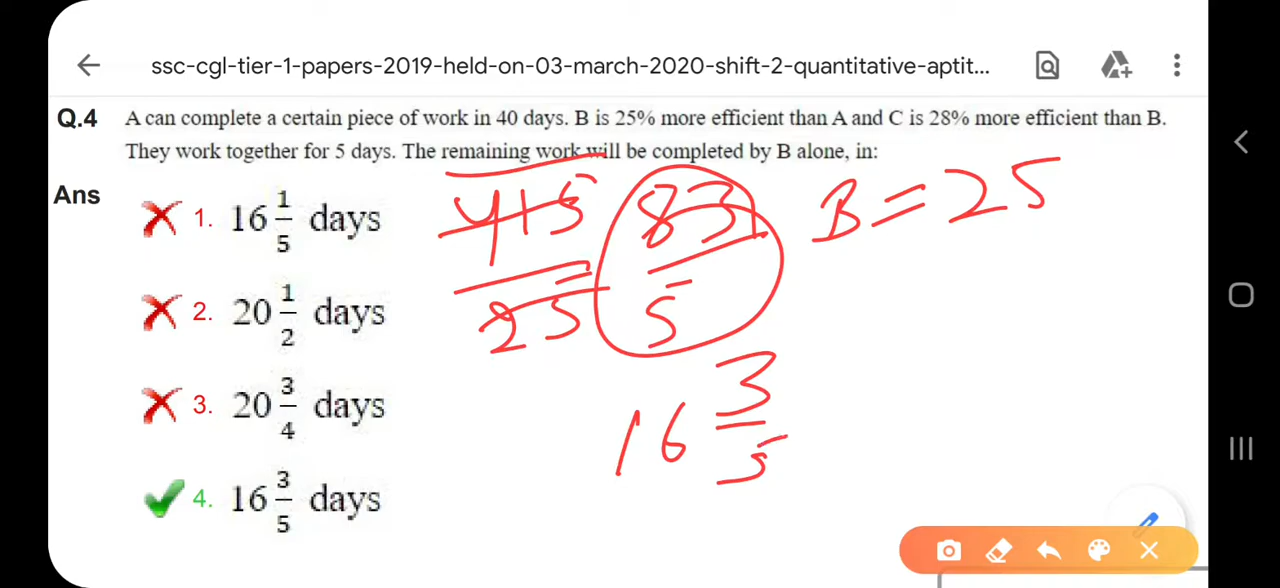 ssc-cgl-tier-1-papers-2019-held-on-03-march-2020-shift-2-quantitative-aptit...
Q.4 A can complete a certain piece of work in 40 days. B is 25% more efficient than A and C is 28% more efficient than B.
They work together for 5 days. The remaining work will be completed by B alone, in:
Ans
1. 16 1/5 days
2. 20 1/2 days
3. 20 3/4 days
4. 16 3/5 days
415/25 83/5 B = 25
16 3/5